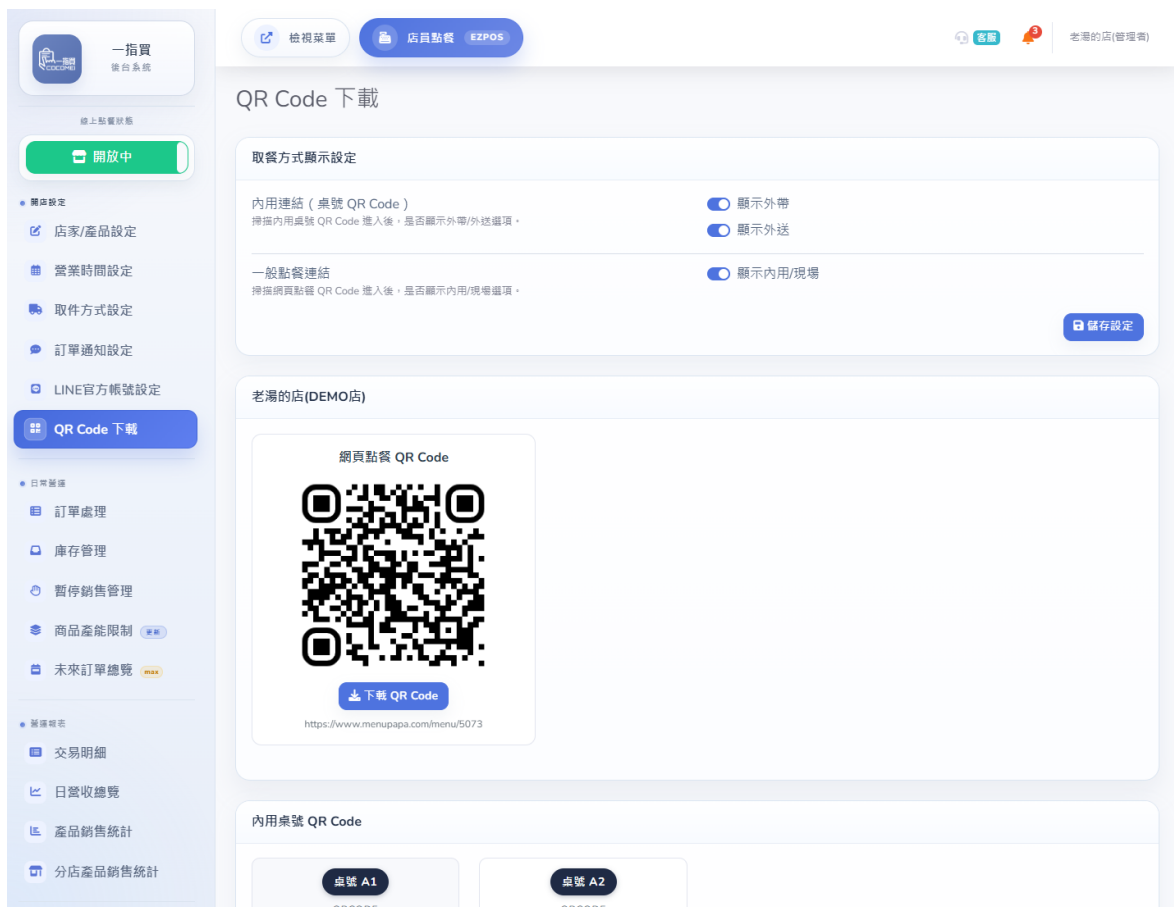 一指買
後台系統
線上點餐狀態
開放中
開店設定
店家/產品設定
營業時間設定
取件方式設定
訂單通知設定
LINE官方帳號設定
QR Code 下載
日常營運
訂單處理
庫存管理
暫停銷售管理
商品產能限制 更新
未來訂單總覽 max
營運報表
交易明細
日營收總覽
產品銷售統計
分店產品銷售統計
檢視菜單
店員點餐 EZPOS
客服
3
老湯的店(管理者)
QR Code 下載
取餐方式顯示設定
內用連結 ( 桌號 QR Code )
掃描內用桌號 QR Code 進入後，是否顯示外帶/外送選項。
顯示外帶
顯示外送
一般點餐連結
掃描網頁點餐 QR Code 進入後，是否顯示內用/現場選項。
顯示內用/現場
儲存設定
老湯的店(DEMO店)
網頁點餐 QR Code
下載 QR Code
https://www.menupapa.com/menu/5073
內用桌號 QR Code
桌號 A1
桌號 A2